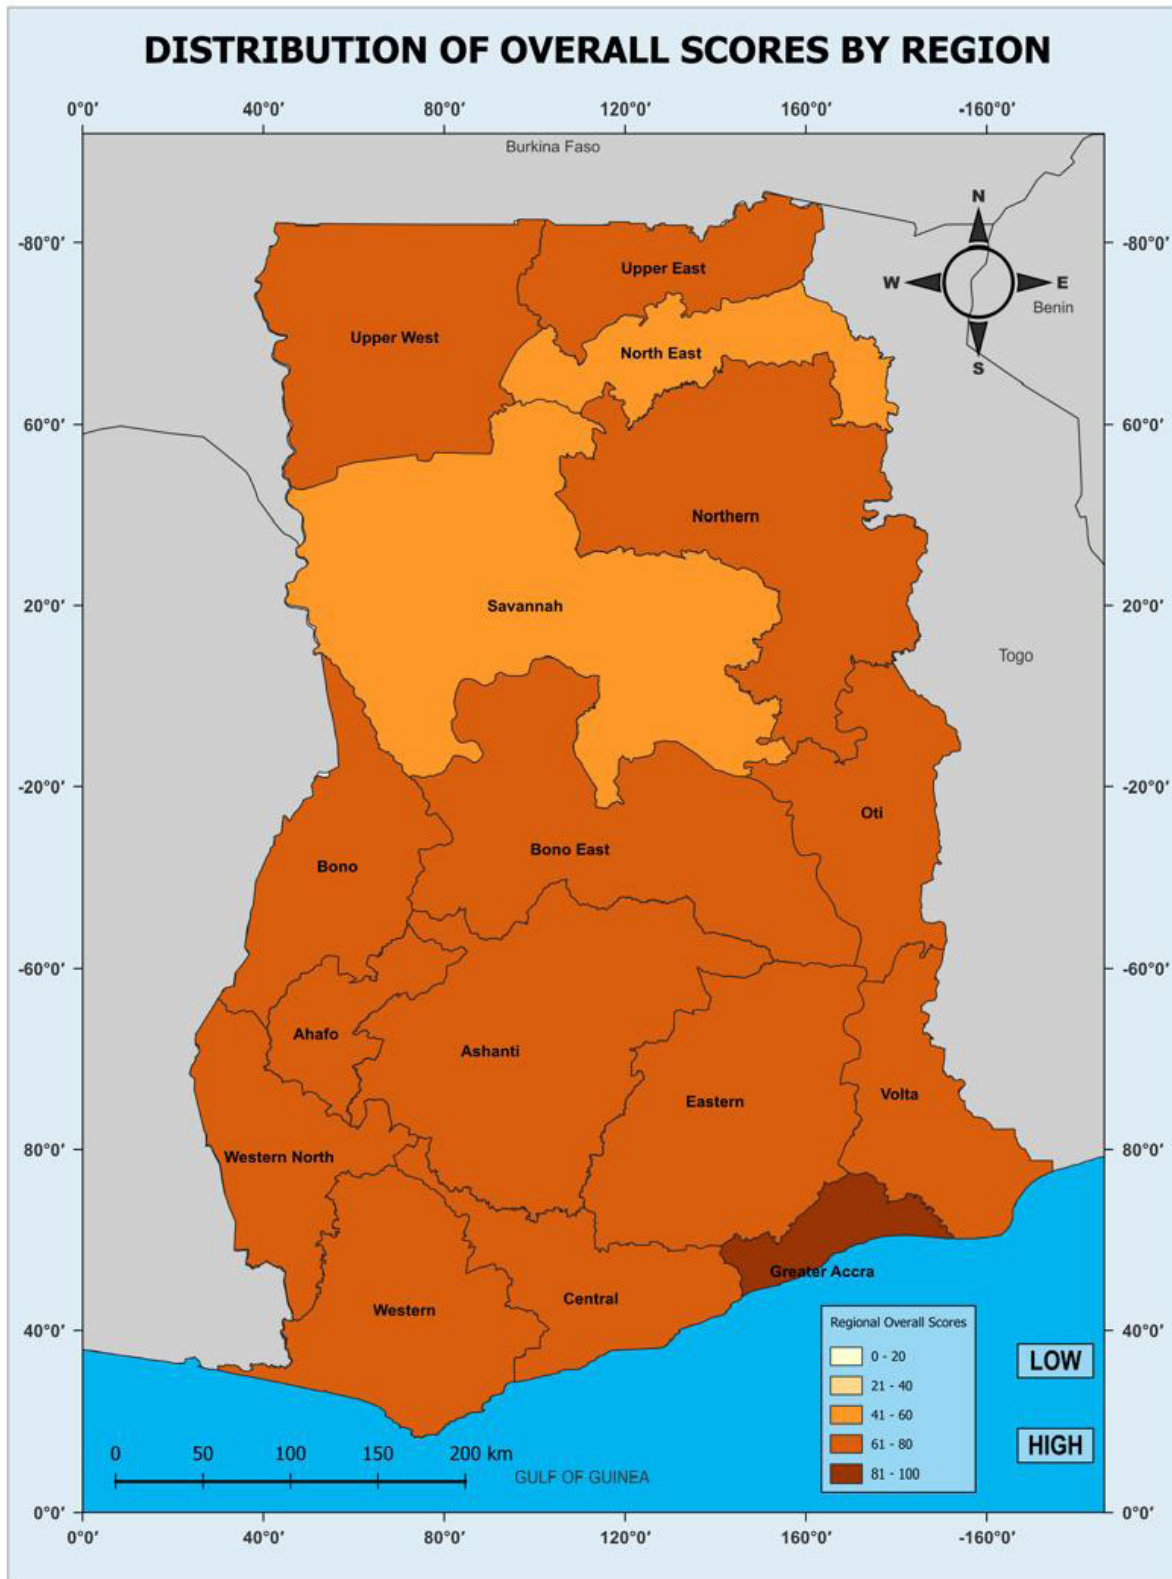 DISTRIBUTION OF OVERALL SCORES BY REGION
0°0' 40°0' 80°0' 120°0' 160°0' -160°0'
Burkina Faso
N
-80°0' -80°0'
Upper East
W E
Benin
Upper West
North East
S
60°0' 60°0'
Northern
20°0' Savannah 20°0'
Togo
-20°0' -20°0'
Oti
Bono East
Bono
-60°0' -60°0'
Ahafo
Ashanti
Volta
Eastern
80°0' 80°0'
Western North
Greater Accra
Central
Western
Regional Overall Scores
40°0' 40°0'
0 - 20
LOW
21 - 40
41 - 60
61 - 80
HIGH
81 - 100
0 50 100 150 200 km
GULF OF GUINEA
0°0' 0°0'
0°0' 40°0' 80°0' 120°0' 160°0' -160°0'